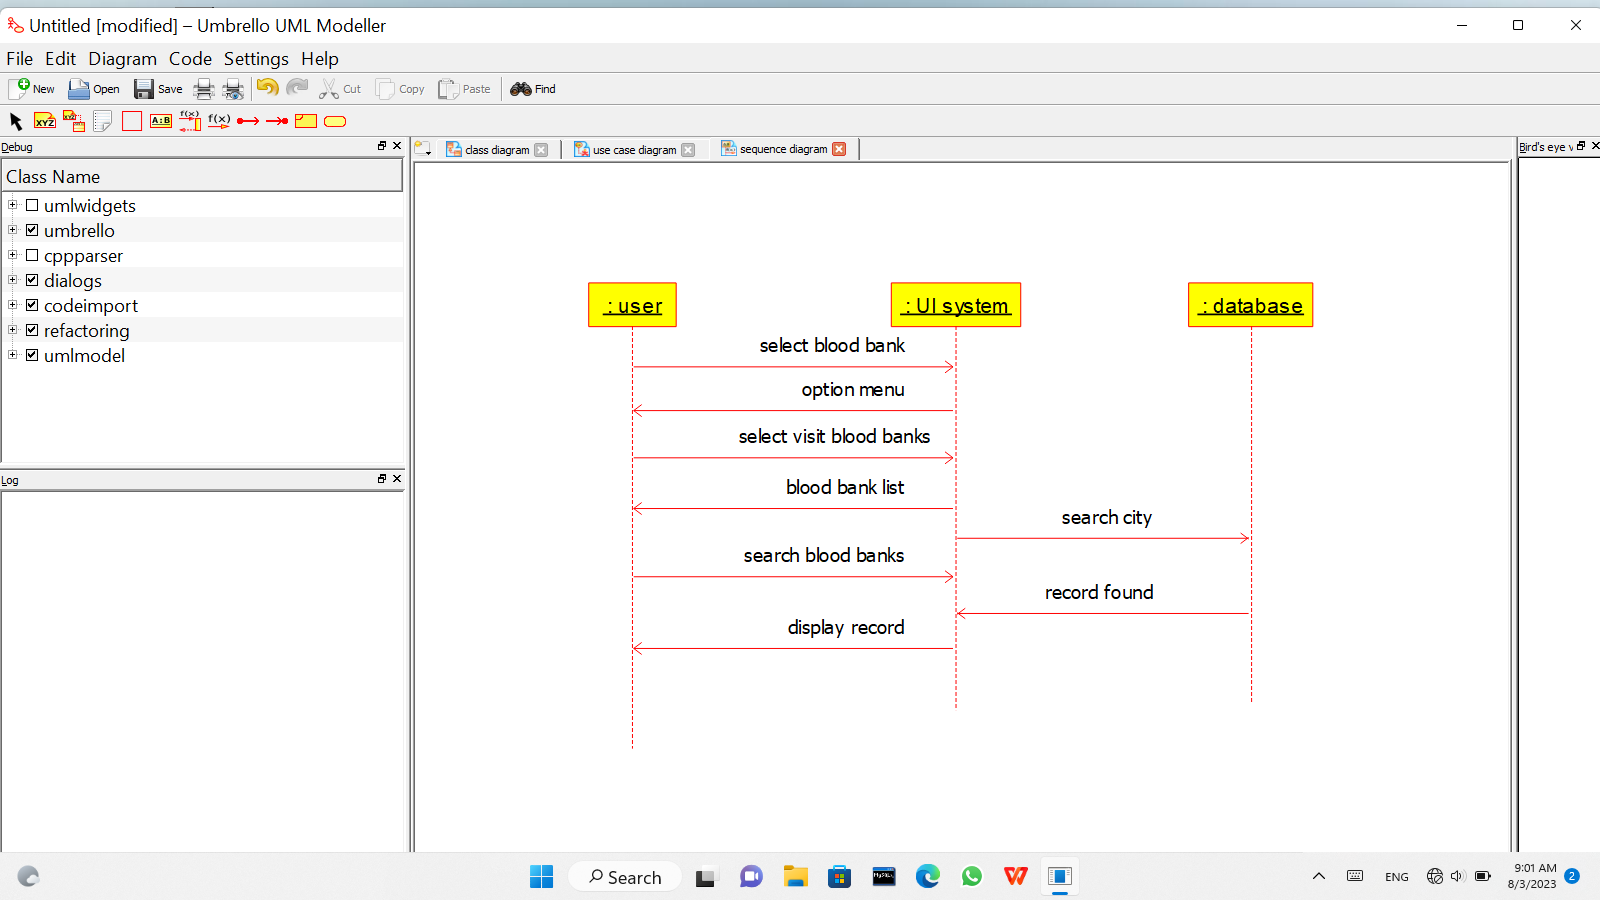 Untitled [modified] – Umbrello UML Modeller
File Edit Diagram Code Settings Help
New Open Save Cut Copy Paste Find
XYZ XYZ A:B f(x) f(x)
Debug
class diagram use case diagram sequence diagram
Bird's eye v
Class Name
umlwidgets
umbrello
cppparser
dialogs
codeimport
refactoring
umlmodel
Log
: user
: UI system
: database
select blood bank
option menu
select visit blood banks
blood bank list
search city
search blood banks
record found
display record
Search
MySQL
W
ENG
9:01 AM
8/3/2023
2